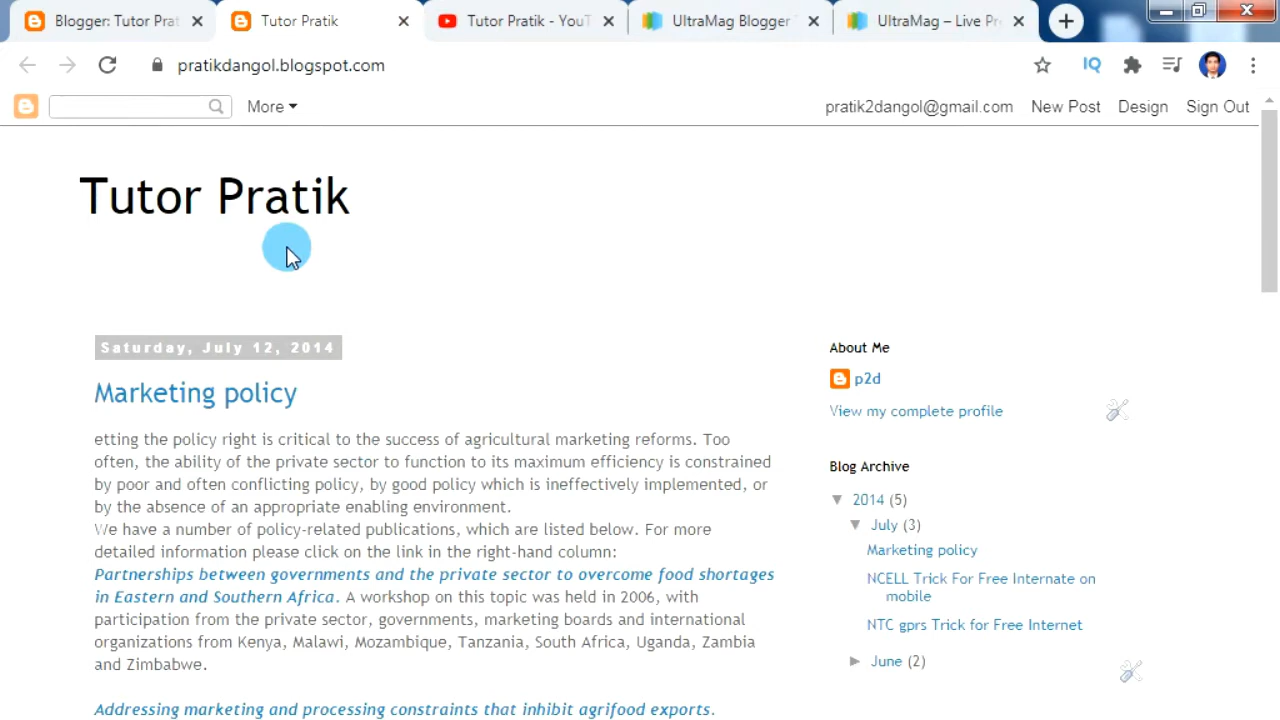 Blogger: Tutor Prat
Tutor Pratik
Tutor Pratik - YouT
UltraMag Blogger
UltraMag – Live Pr
pratikdangol.blogspot.com
IQ
More
pratik2dangol@gmail.com New Post Design Sign Out
Tutor Pratik
Saturday, July 12, 2014
Marketing policy
etting the policy right is critical to the success of agricultural marketing reforms. Too
often, the ability of the private sector to function to its maximum efficiency is constrained
by poor and often conflicting policy, by good policy which is ineffectively implemented, or
by the absence of an appropriate enabling environment.
We have a number of policy-related publications, which are listed below. For more
detailed information please click on the link in the right-hand column:
Partnerships between governments and the private sector to overcome food shortages
in Eastern and Southern Africa. A workshop on this topic was held in 2006, with
participation from the private sector, governments, marketing boards and international
organizations from Kenya, Malawi, Mozambique, Tanzania, South Africa, Uganda, Zambia
and Zimbabwe.
Addressing marketing and processing constraints that inhibit agrifood exports.
About Me
p2d
View my complete profile
Blog Archive
▼ 2014 (5)
▼ July (3)
Marketing policy
NCELL Trick For Free Internate on
mobile
NTC gprs Trick for Free Internet
► June (2)